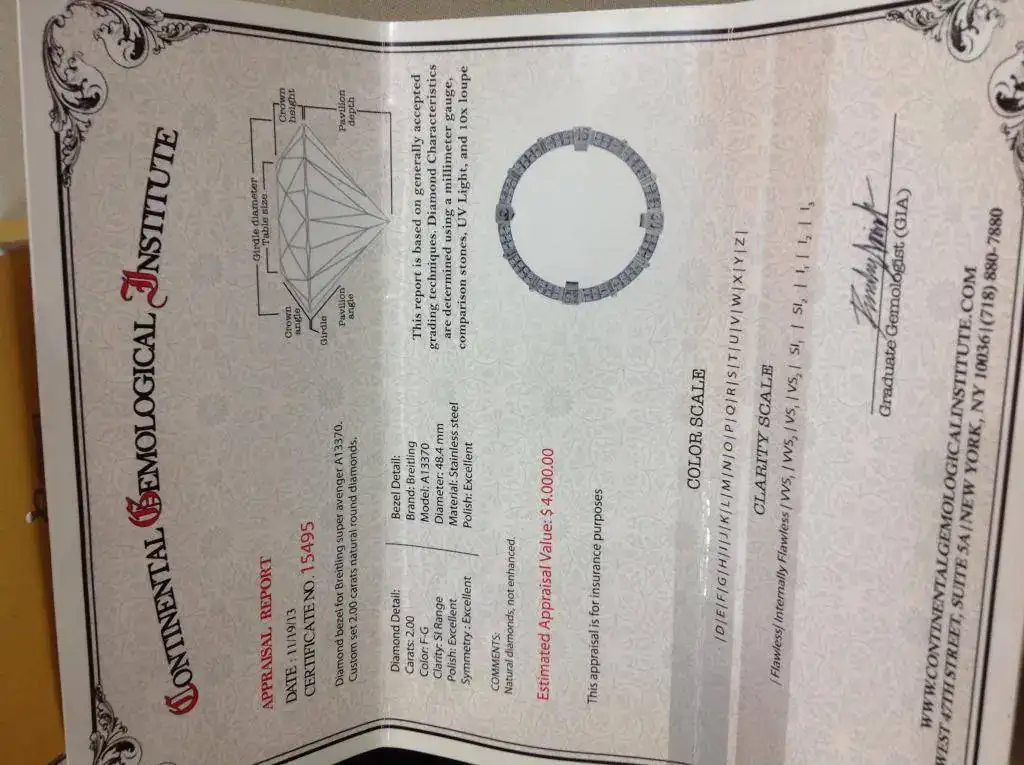 CONTINENTAL GEMOLOGICAL INSTITUTE
APPRAISAL REPORT
DATE : 11/19/13
CERTIFICATE NO. 15495
Diamond bezel for Breitling super avenger A13370.
Custom set 2.00 carats natural round diamonds.
Diamond Detail:
Carats: 2.00
Color: F-G
Clarity: SI Range
Polish: Excellent
Symmetry : Excellent
Bezel Detail:
Brand: Breitling
Model: A13370
Diameter: 48.4 mm
Material: Stainless steel
Polish: Excellent
COMMENTS:
Natural diamonds, not enhanced.
Estimated Appraisal Value: $ 4.000.00
This appraisal is for insurance purposes
Girdle diameter
Table size
Crown
angle
Crown
height
Girdle
Pavilion
angle
Pavilion
depth
This report is based on generally accepted
grading techniques. Diamond Characteristics
are determined using a millimeter gauge,
comparison stones, UV Light, and 10x loupe
COLOR SCALE
|D|E|F|G|H|I|J|K|L|M|N|O|P|Q|R|S|T|U|V|W|X|Y|Z|
CLARITY SCALE
| Flawless| Internally Flawless | VVS₁ | VVS₂ | VS₁ | VS₂ | SI₁ | SI₂ | I₁ | I₂ | I₃
Graduate Gemologist (GIA)
WWW.CONTINENTALGEMOLOGICALINSTITUTE.COM
WEST 47TH STREET, SUITE 5A | NEW YORK, NY 10036 | (718) 880-7880